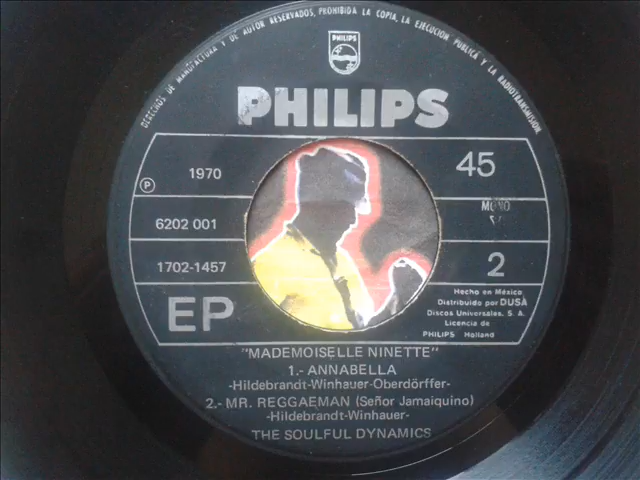 DERECHOS DE MANUFACTURA Y DE AUTOR RESERVADOS, PROHIBIDA LA COPIA, LA EJECUCION PUBLICA Y LA RADIOTRANSMISION.
PHILIPS
PHILIPS
P 1970
45
6202 001
MONO
1702-1457
2
EP
Hecho en México
Distribuido por DUSA
Discos Universales, S. A.
Licencia de
PHILIPS Holland
"MADEMOISELLE NINETTE"
1.- ANNABELLA
-Hildebrandt-Winhauer-Oberdörffer-
2.- MR. REGGAEMAN (Señor Jamaiquino)
-Hildebrandt-Winhauer-
THE SOULFUL DYNAMICS